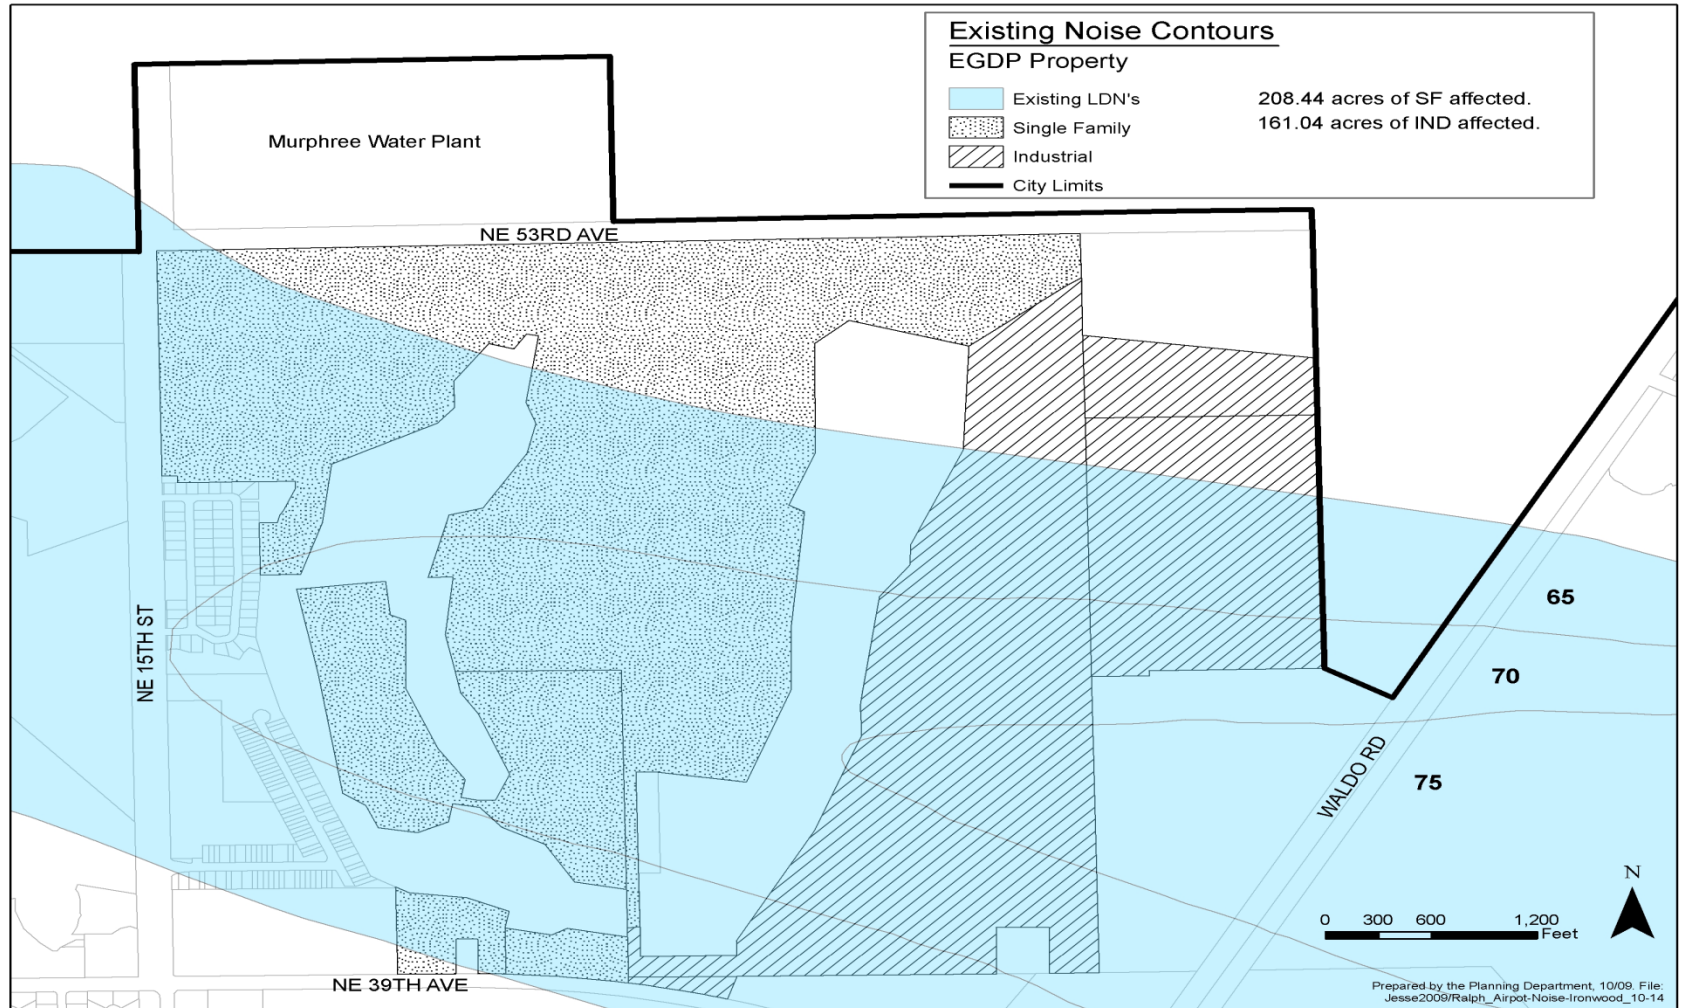 Existing Noise Contours
EGDP Property
Existing LDN's
208.44 acres of SF affected.
Single Family
161.04 acres of IND affected.
Industrial
City Limits
Murphree Water Plant
NE 53RD AVE
NE 15TH ST
65
70
75
WALDO RD
N
0 300 600 1,200
Feet
NE 39TH AVE
Prepared by the Planning Department, 10/09. File:
Jesse2009/Ralph_Airpot-Noise-Ironwood_10-14